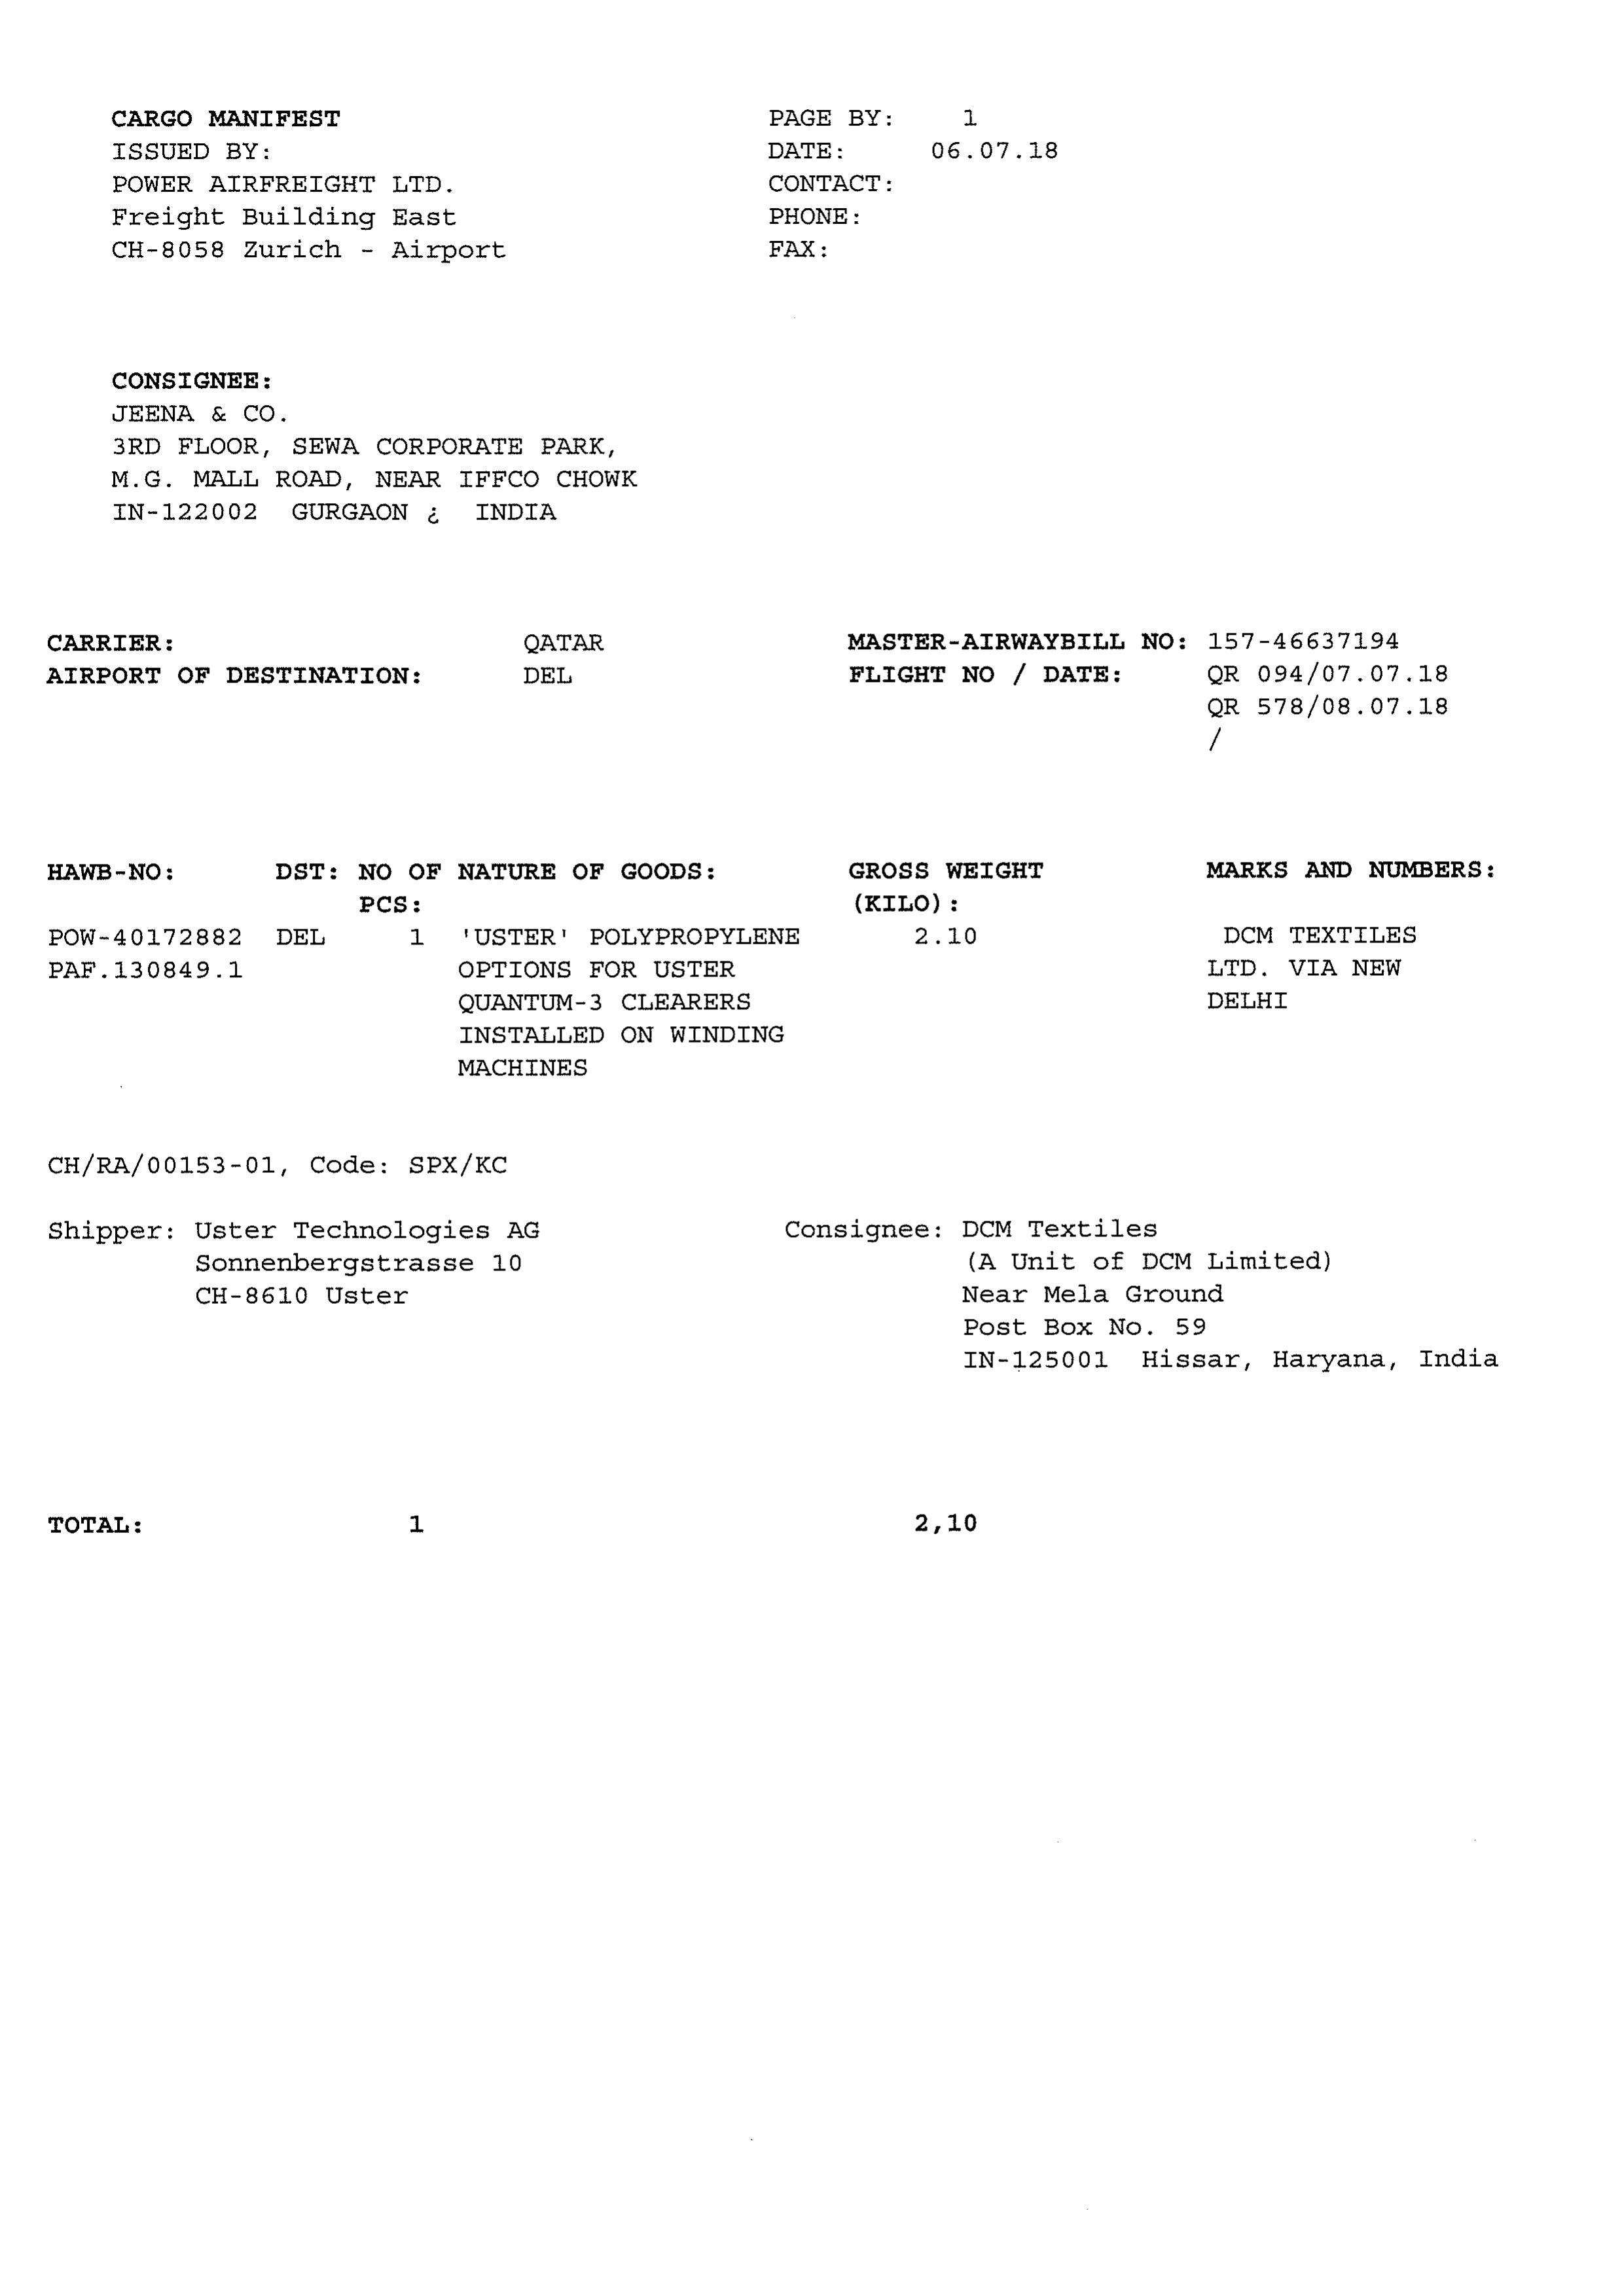 CARGO MANIFEST PAGE BY: 1
ISSUED BY: DATE: 06.07.18
POWER AIRFREIGHT LTD. CONTACT:
Freight Building East PHONE:
CH-8058 Zurich - Airport FAX:
CONSIGNEE:
JEENA & CO.
3RD FLOOR, SEWA CORPORATE PARK,
M.G. MALL ROAD, NEAR IFFCO CHOWK
IN-122002 GURGAON ¿ INDIA
CARRIER: QATAR MASTER-AIRWAYBILL NO: 157-46637194
AIRPORT OF DESTINATION: DEL FLIGHT NO / DATE: QR 094/07.07.18
QR 578/08.07.18
/
HAWB-NO: DST: NO OF NATURE OF GOODS: GROSS WEIGHT MARKS AND NUMBERS:
PCS: (KILO):
POW-40172882 DEL 1 'USTER' POLYPROPYLENE 2.10 DCM TEXTILES
PAF.130849.1 OPTIONS FOR USTER LTD. VIA NEW
QUANTUM-3 CLEARERS DELHI
INSTALLED ON WINDING
MACHINES
CH/RA/00153-01, Code: SPX/KC
Shipper: Uster Technologies AG Consignee: DCM Textiles
Sonnenbergstrasse 10 (A Unit of DCM Limited)
CH-8610 Uster Near Mela Ground
Post Box No. 59
IN-125001 Hissar, Haryana, India
TOTAL: 1 2,10